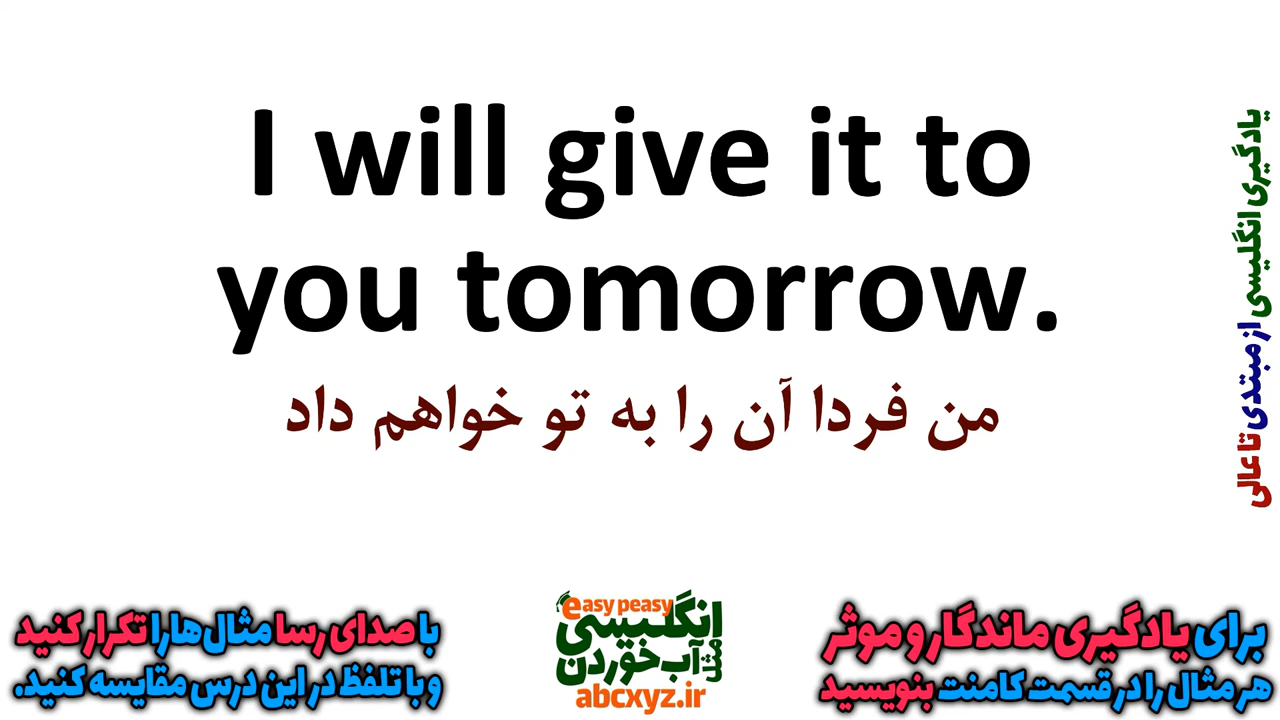 I will give it to
you tomorrow.
من فردا آن را به تو خواهم داد
یادگیری انگلیسی از مبتدی تا عالی
برای یادگیری ماندگار و موثر
هر مثال را در قسمت کامنت بنویسید
easy peasy
انگلیسی
مثل آب خوردن
abcxyz.ir
با صدای رسا مثال‌ها را تکرار کنید
و با تلفظ در این درس مقایسه کنید.